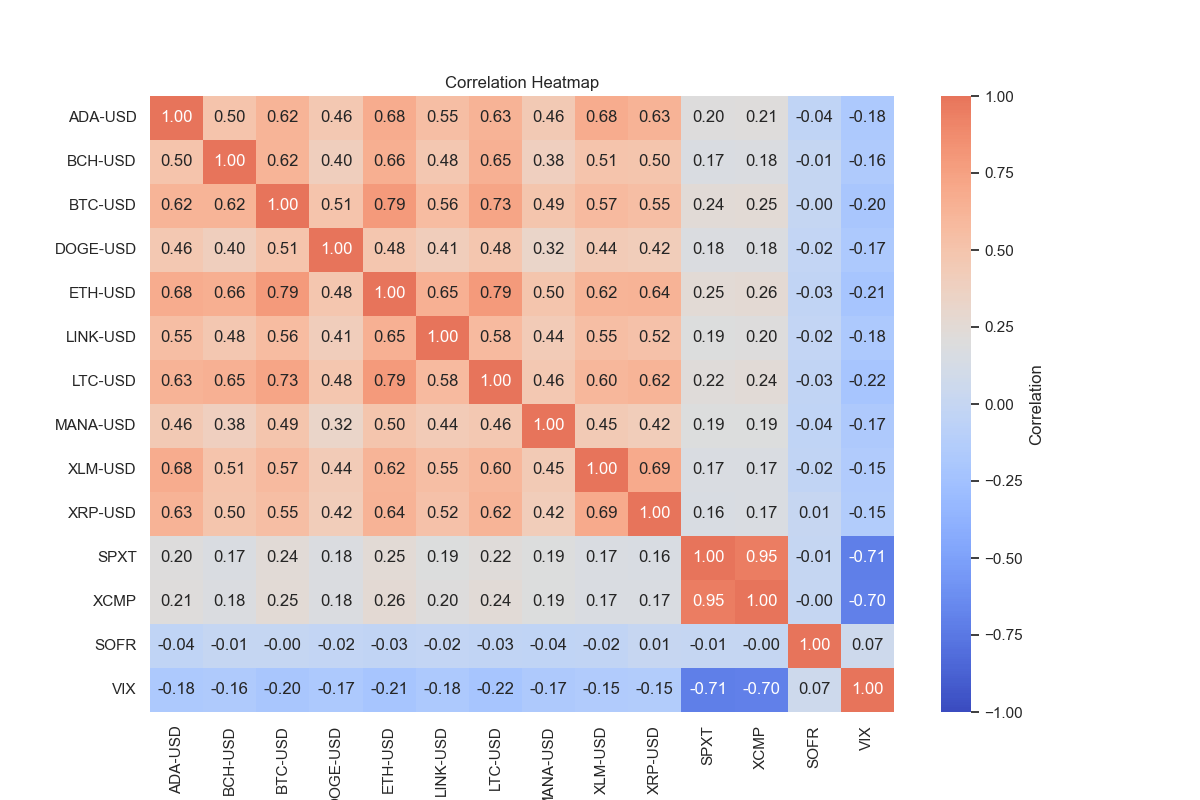 Correlation Heatmap
ADA-USD 1.00 0.50 0.62 0.46 0.68 0.55 0.63 0.46 0.68 0.63 0.20 0.21 -0.04 -0.18
BCH-USD 0.50 1.00 0.62 0.40 0.66 0.48 0.65 0.38 0.51 0.50 0.17 0.18 -0.01 -0.16
BTC-USD 0.62 0.62 1.00 0.51 0.79 0.56 0.73 0.49 0.57 0.55 0.24 0.25 -0.00 -0.20
DOGE-USD 0.46 0.40 0.51 1.00 0.48 0.41 0.48 0.32 0.44 0.42 0.18 0.18 -0.02 -0.17
ETH-USD 0.68 0.66 0.79 0.48 1.00 0.65 0.79 0.50 0.62 0.64 0.25 0.26 -0.03 -0.21
LINK-USD 0.55 0.48 0.56 0.41 0.65 1.00 0.58 0.44 0.55 0.52 0.19 0.20 -0.02 -0.18
LTC-USD 0.63 0.65 0.73 0.48 0.79 0.58 1.00 0.46 0.60 0.62 0.22 0.24 -0.03 -0.22
MANA-USD 0.46 0.38 0.49 0.32 0.50 0.44 0.46 1.00 0.45 0.42 0.19 0.19 -0.04 -0.17
XLM-USD 0.68 0.51 0.57 0.44 0.62 0.55 0.60 0.45 1.00 0.69 0.17 0.17 -0.02 -0.15
XRP-USD 0.63 0.50 0.55 0.42 0.64 0.52 0.62 0.42 0.69 1.00 0.16 0.17 0.01 -0.15
SPXT 0.20 0.17 0.24 0.18 0.25 0.19 0.22 0.19 0.17 0.16 1.00 0.95 -0.01 -0.71
XCMP 0.21 0.18 0.25 0.18 0.26 0.20 0.24 0.19 0.17 0.17 0.95 1.00 -0.00 -0.70
SOFR -0.04 -0.01 -0.00 -0.02 -0.03 -0.02 -0.03 -0.04 -0.02 0.01 -0.01 -0.00 1.00 0.07
VIX -0.18 -0.16 -0.20 -0.17 -0.21 -0.18 -0.22 -0.17 -0.15 -0.15 -0.71 -0.70 0.07 1.00
ADA-USD
BCH-USD
BTC-USD
OGE-USD
ETH-USD
LINK-USD
LTC-USD
ANA-USD
XLM-USD
XRP-USD
SPXT
XCMP
SOFR
VIX
1.00
0.75
0.50
0.25
0.00
−0.25
−0.50
−0.75
−1.00
Correlation